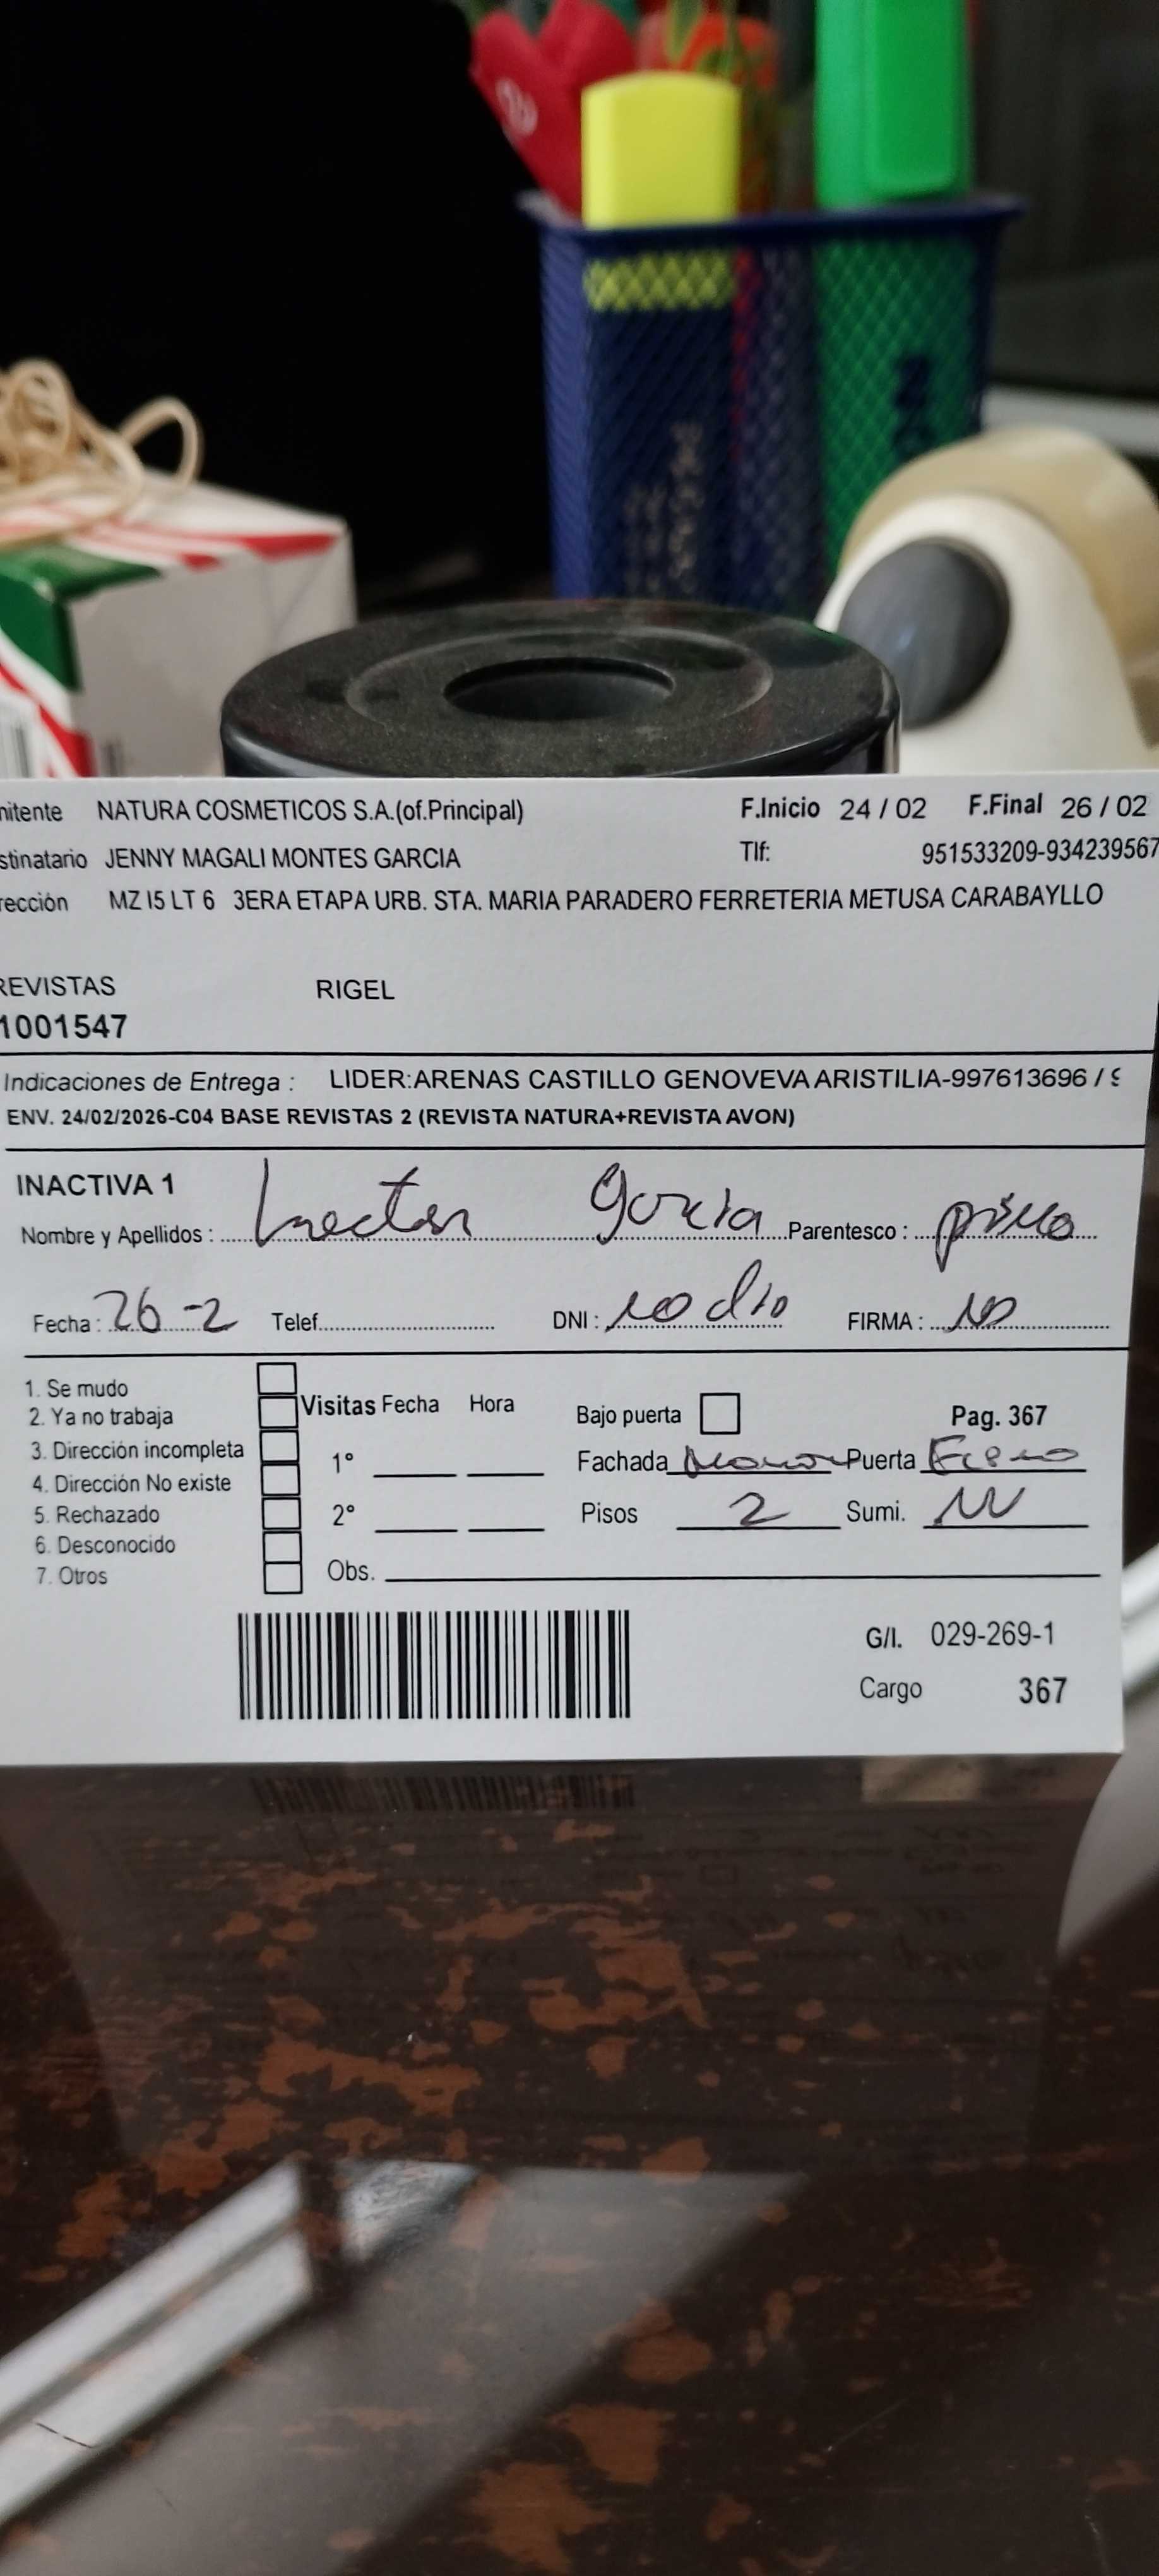 mitente NATURA COSMETICOS S.A.(of.Principal) F.Inicio 24 / 02 F.Final 26 / 02
stinatario JENNY MAGALI MONTES GARCIA Tlf: 951533209-934239567
rección MZ I5 LT 6 3ERA ETAPA URB. STA. MARIA PARADERO FERRETERIA METUSA CARABAYLLO
REVISTAS RIGEL
1001547
Indicaciones de Entrega : LIDER:ARENAS CASTILLO GENOVEVA ARISTILIA-997613696 / 9
ENV. 24/02/2026-C04 BASE REVISTAS 2 (REVISTA NATURA+REVISTA AVON)
INACTIVA 1
Nombre y Apellidos : Garcia Parentesco :
Fecha : 26-2 Telef. DNI : no dio FIRMA : NO
1. Se mudo
2. Ya no trabaja
3. Dirección incompleta
4. Dirección No existe
5. Rechazado
6. Desconocido
7. Otros
Visitas Fecha Hora
1°
2°
Obs.
Bajo puerta Pag. 367
Fachada Puerta Fierro
Pisos 2 Sumi.
G/I. 029-269-1
Cargo 367